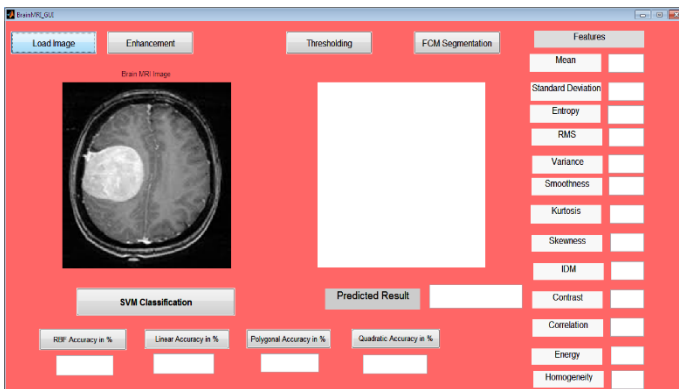 BrainMRI_GUI
Load Image
Enhancement
Thresholding
FCM Segmentation
Features
Brain MRI Image
Mean
Standard Deviation
Entropy
RMS
Variance
Smoothness
Kurtosis
Skewness
IDM
Contrast
Correlation
Energy
Homogeneity
SVM Classification
Predicted Result
RBF Accuracy in %
Linear Accuracy in %
Polygonal Accuracy in %
Quadratic Accuracy in %